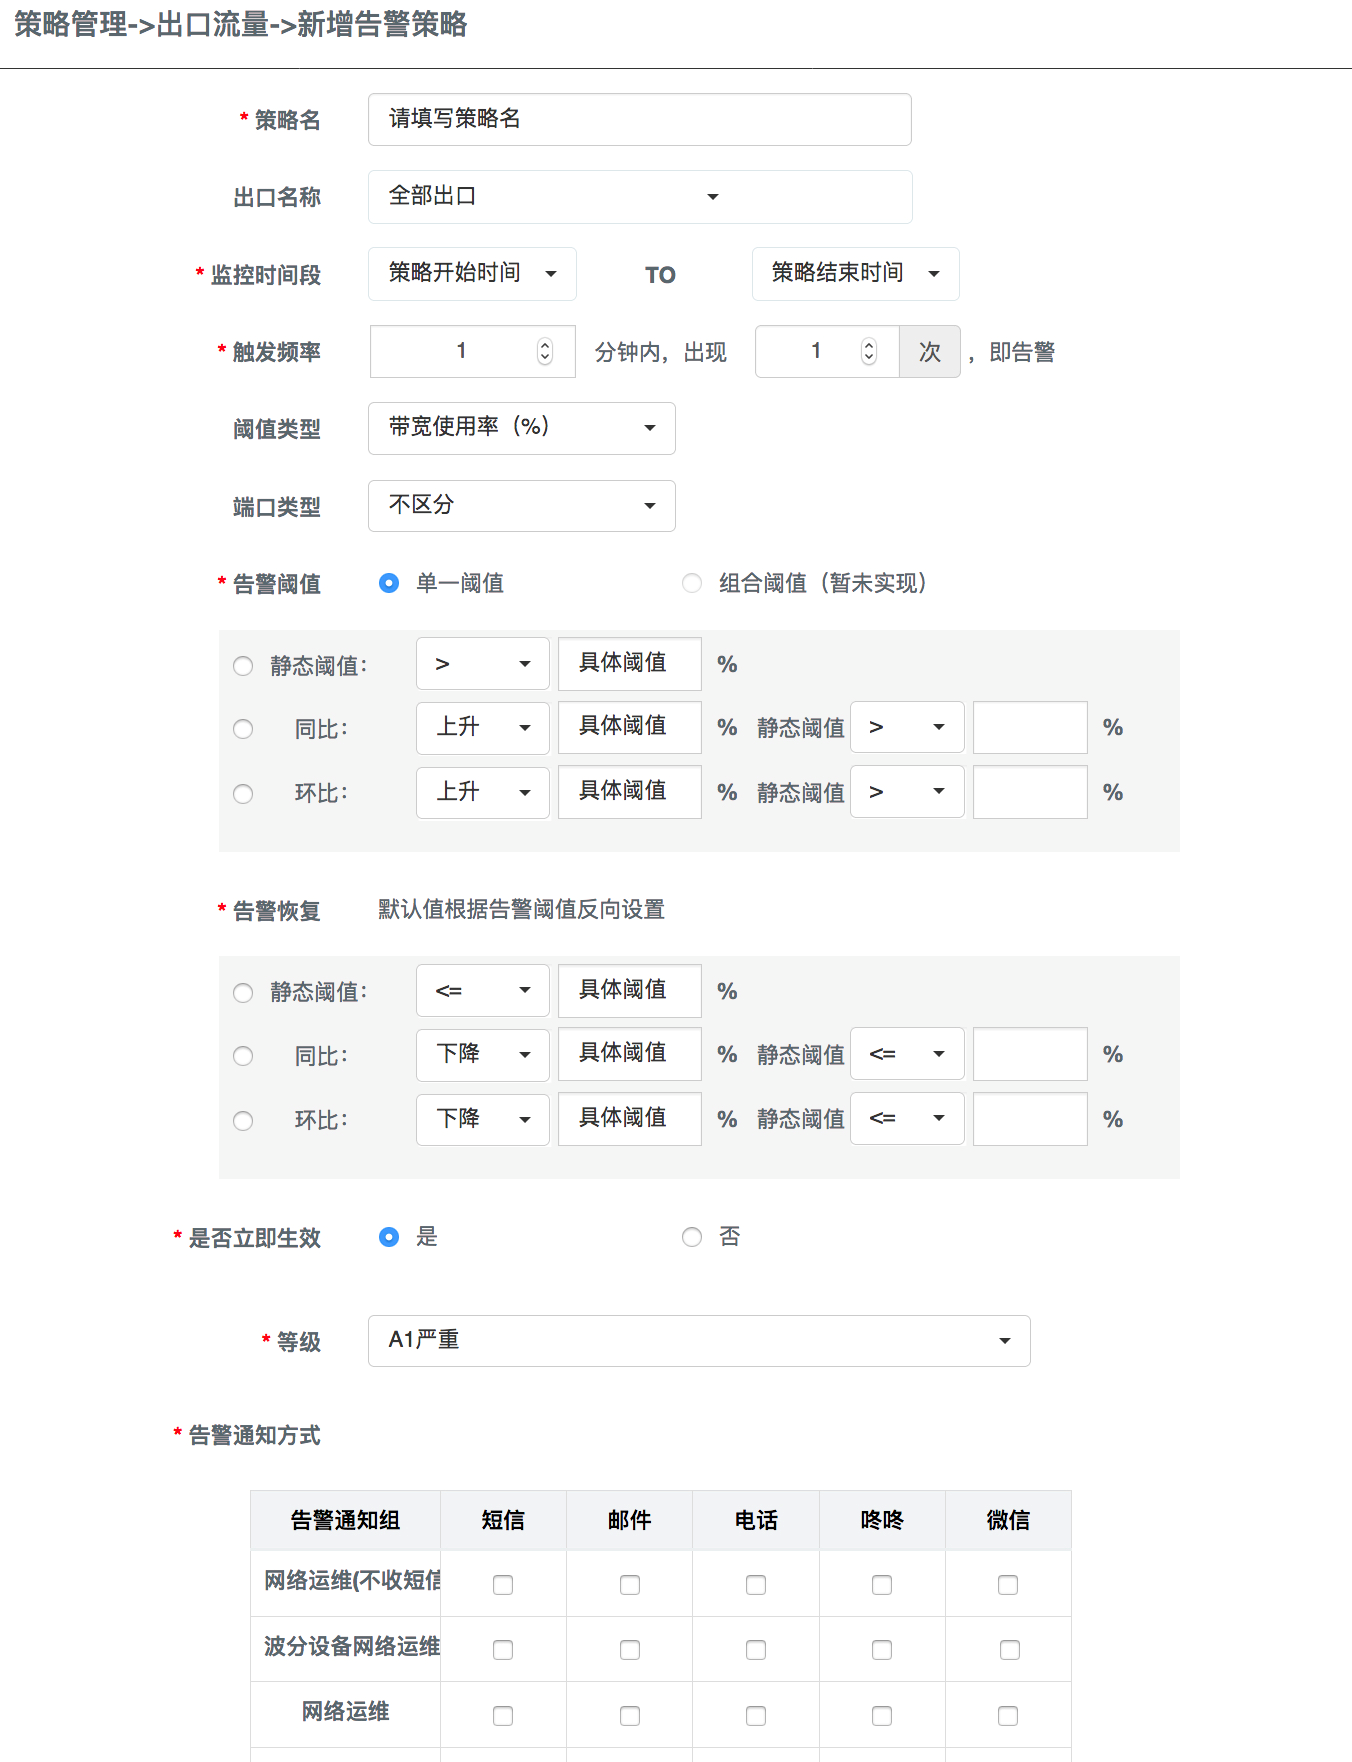 策略管理->出口流量->新增告警策略
* 策略名 请填写策略名
出口名称 全部出口
* 监控时间段 策略开始时间 TO 策略结束时间
* 触发频率 1 分钟内，出现 1 次 ，即告警
阈值类型 带宽使用率（%）
端口类型 不区分
* 告警阈值 单一阈值 组合阈值（暂未实现）
静态阈值： > 具体阈值 %
同比： 上升 具体阈值 % 静态阈值 > %
环比： 上升 具体阈值 % 静态阈值 > %
* 告警恢复 默认值根据告警阈值反向设置
静态阈值： <= 具体阈值 %
同比： 下降 具体阈值 % 静态阈值 <= %
环比： 下降 具体阈值 % 静态阈值 <= %
* 是否立即生效 是 否
* 等级 A1严重
* 告警通知方式
告警通知组 短信 邮件 电话 咚咚 微信
网络运维(不收短信
波分设备网络运维
网络运维